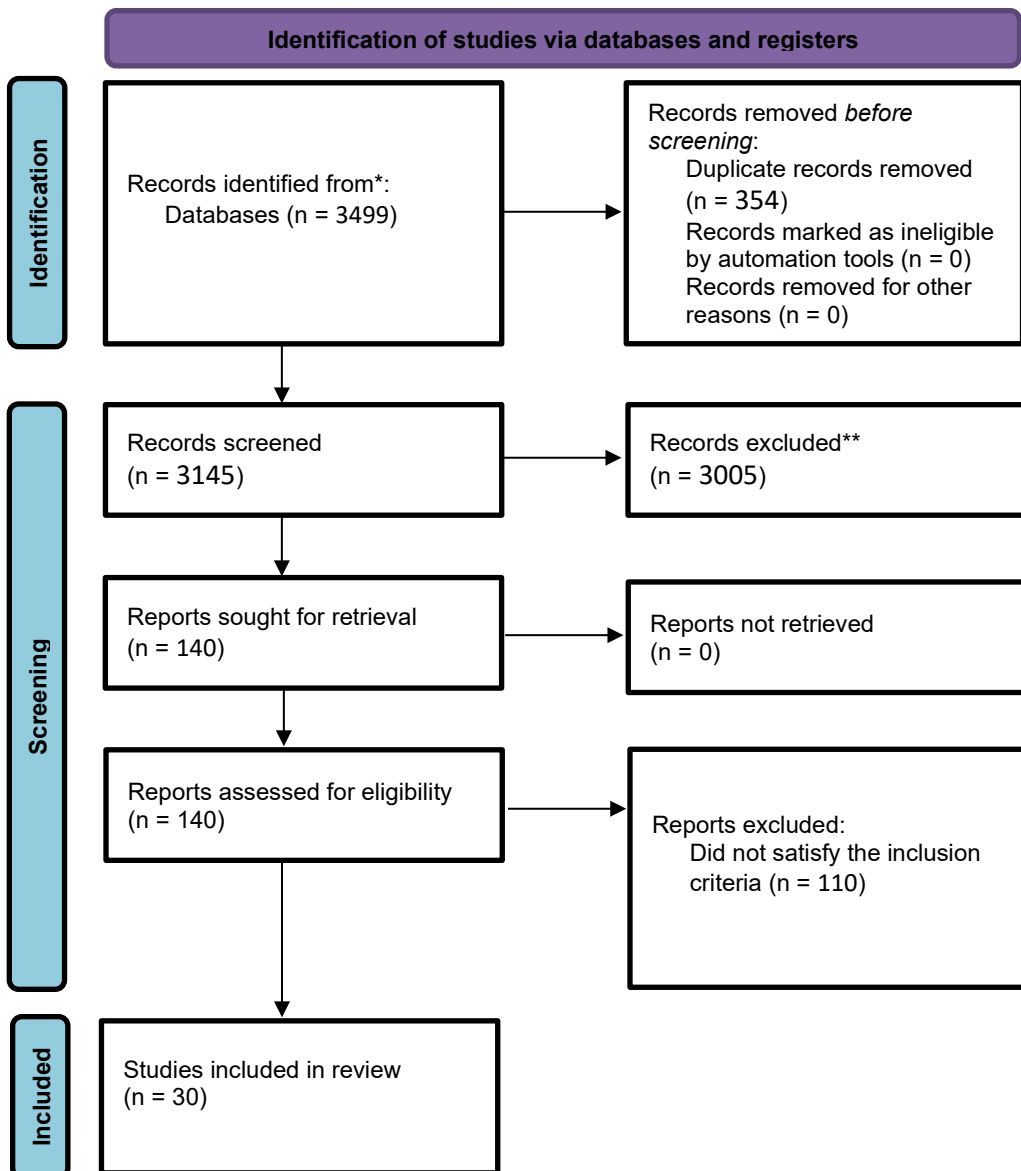 Identification of studies via databases and registers
Identification
Records identified from*:
Databases (n = 3499)
Records removed before
screening:
Duplicate records removed
(n = 354)
Records marked as ineligible
by automation tools (n = 0)
Records removed for other
reasons (n = 0)
Screening
Records screened
(n = 3145)
Records excluded**
(n = 3005)
Reports sought for retrieval
(n = 140)
Reports not retrieved
(n = 0)
Reports assessed for eligibility
(n = 140)
Reports excluded:
Did not satisfy the inclusion
criteria (n = 110)
Included
Studies included in review
(n = 30)